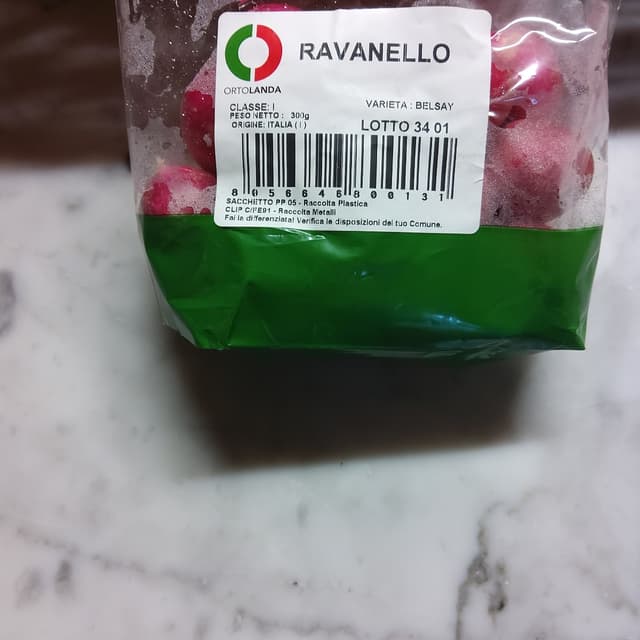 RAVANELLO
ORTOLANDA
CLASSE: I
VARIETA : BELSAY
PESO NETTO : 300g
ORIGINE: ITALIA ( I )
LOTTO 34 01
8 056646 800131
SACCHETTO PP 05 - Raccolta Plastica
CLIP C/FE91 - Raccolta Metalli
Fai la differenziata! Verifica le disposizioni del tuo Comune.